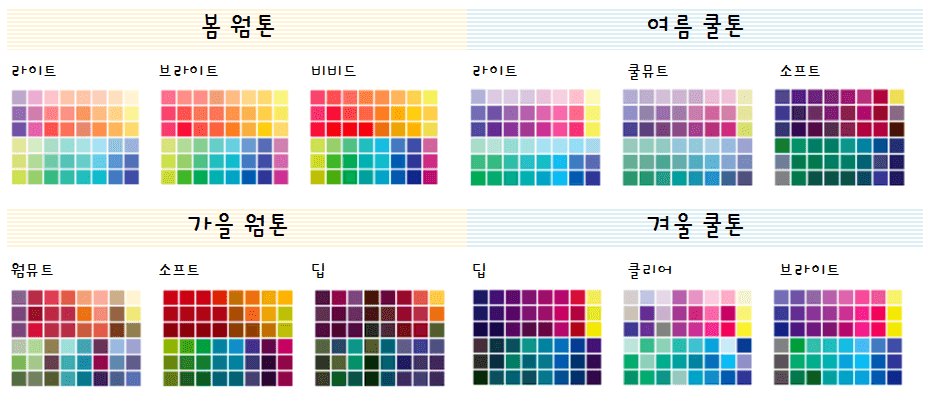 봄 웜톤
여름 쿨톤
라이트 브라이트 비비드 라이트 쿨뮤트 소프트
가을 웜톤
겨울 쿨톤
웜뮤트 소프트 딥 딥 클리어 브라이트